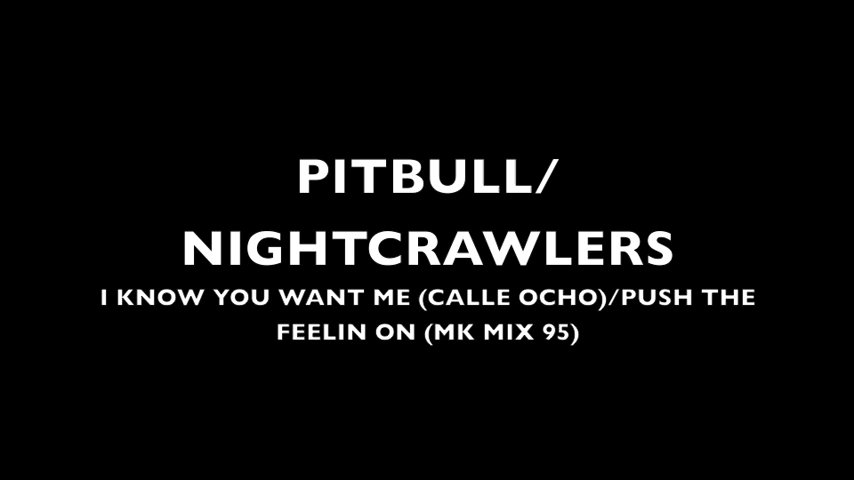 PITBULL/
NIGHTCRAWLERS
I KNOW YOU WANT ME (CALLE OCHO)/PUSH THE
FEELIN ON (MK MIX 95)